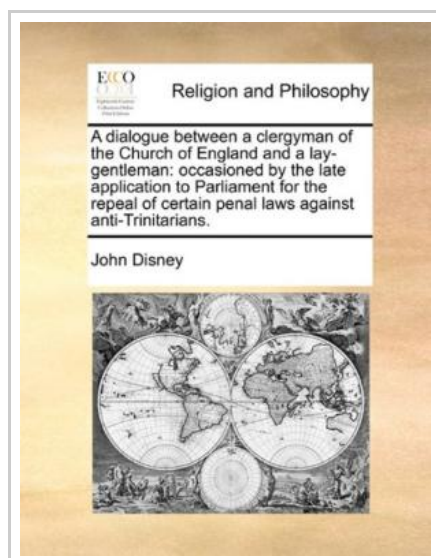 ECCO
Religion and Philosophy
A dialogue between a clergyman of
the Church of England and a lay-
gentleman: occasioned by the late
application to Parliament for the
repeal of certain penal laws against
anti-Trinitarians.
John Disney